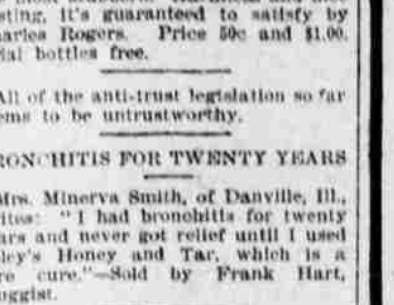 sting, it's guaranteed to satisfy by
harles Rogers. Price 50c and $1.00.
rial bottles free.
All of the anti-trust legislation so far
ems to be untrustworthy.
RONCHITIS FOR TWENTY YEARS
Mrs. Minerva Smith, of Danville, Ill.,
ites: "I had bronchitis for twenty
ars and never got relief until I used
ley's Honey and Tar, which is a
re cure."—Sold by Frank Hart,
uggist.